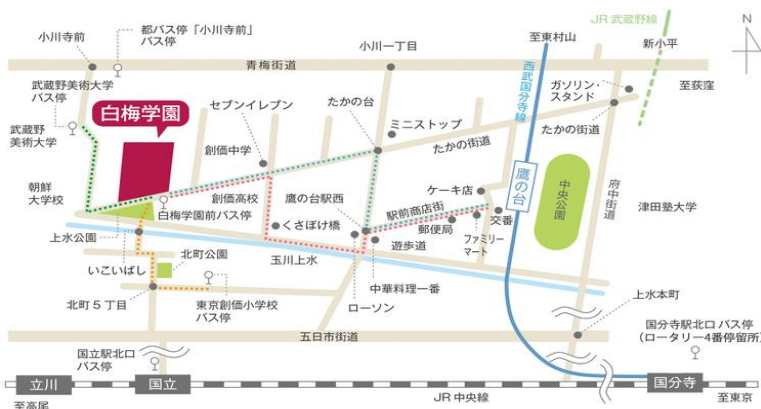 都バス停「小川寺前」
バス停
小川寺前
小川一丁目
至東村山
JR 武蔵野線
新小平
N
青梅街道
武蔵野美術大学
バス停
西武国分寺線
ガソリン・
スタンド
至荻窪
白梅学園
セブンイレブン
たかの台
ミニストップ
たかの街道
武蔵野
美術大学
創価中学
たかの街道
鷹の台
中央公園
府中街道
朝鮮
大学校
創価高校
鷹の台駅西
駅前商店街
ケーキ店
津田塾大学
白梅学園前バス停
くさぼけ橋
郵便局
交番
上水公園
遊歩道
ファミリー
マート
いこいばし
北町公園
玉川上水
中華料理一番
北町5丁目
東京創価小学校
バス停
ローソン
上水本町
五日市街道
国分寺駅北口 バス停
(ロータリー4番停留所)
国立駅北口
バス停
立川
国立
国分寺
至高尾
JR 中央線
至東京